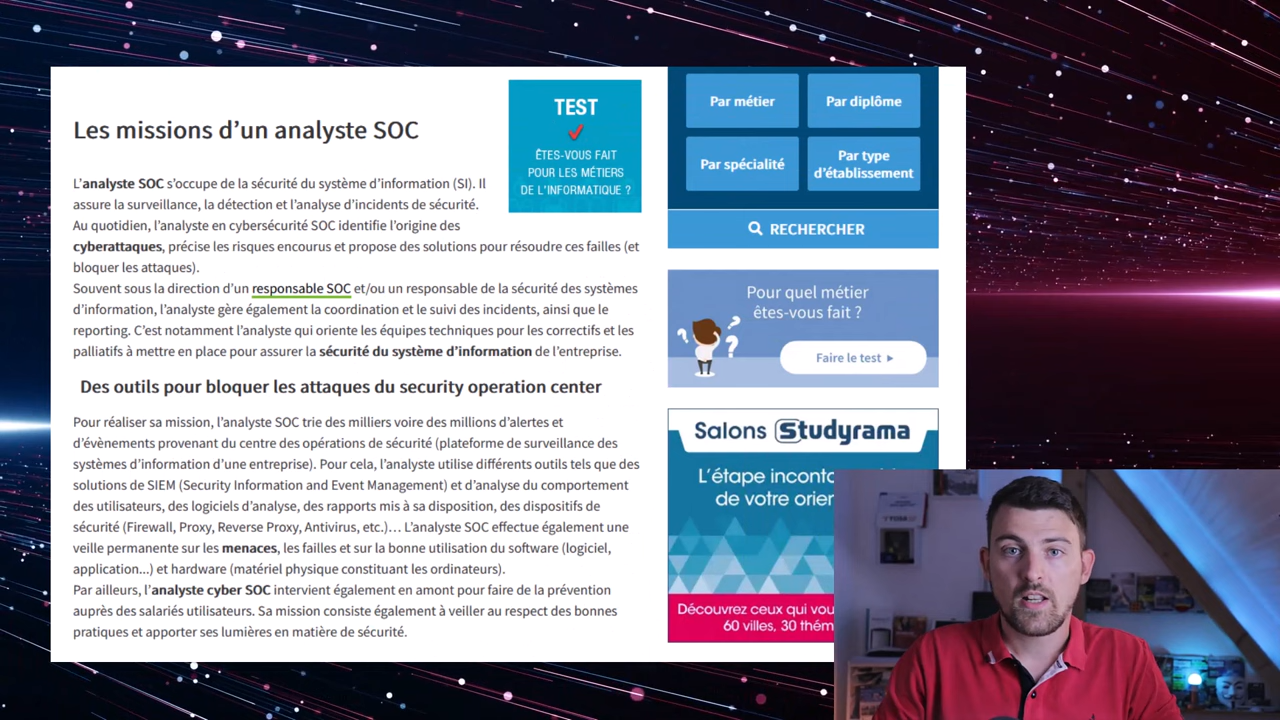 Les missions d’un analyste SOC
TEST
ÊTES-VOUS FAIT
POUR LES MÉTIERS
DE L’INFORMATIQUE ?
L’analyste SOC s’occupe de la sécurité du système d’information (SI). Il
assure la surveillance, la détection et l’analyse d’incidents de sécurité.
Au quotidien, l’analyste en cybersécurité SOC identifie l’origine des
cyberattaques, précise les risques encourus et propose des solutions pour résoudre ces failles (et
bloquer les attaques).
Souvent sous la direction d’un responsable SOC et/ou un responsable de la sécurité des systèmes
d’information, l’analyste gère également la coordination et le suivi des incidents, ainsi que le
reporting. C’est notamment l’analyste qui oriente les équipes techniques pour les correctifs et les
palliatifs à mettre en place pour assurer la sécurité du système d’information de l’entreprise.
Des outils pour bloquer les attaques du security operation center
Pour réaliser sa mission, l’analyste SOC trie des milliers voire des millions d’alertes et
d’évènements provenant du centre des opérations de sécurité (plateforme de surveillance des
systèmes d’information d’une entreprise). Pour cela, l’analyste utilise différents outils tels que des
solutions de SIEM (Security Information and Event Management) et d’analyse du comportement
des utilisateurs, des logiciels d’analyse, des rapports mis à sa disposition, des dispositifs de
sécurité (Firewall, Proxy, Reverse Proxy, Antivirus, etc.)… L’analyste SOC effectue également une
veille permanente sur les menaces, les failles et sur la bonne utilisation du software (logiciel,
application...) et hardware (matériel physique constituant les ordinateurs).
Par ailleurs, l’analyste cyber SOC intervient également en amont pour faire de la prévention
auprès des salariés utilisateurs. Sa mission consiste également à veiller au respect des bonnes
pratiques et apporter ses lumières en matière de sécurité.
Par métier
Par diplôme
Par spécialité
Par type
d’établissement
RECHERCHER
Pour quel métier
êtes-vous fait ?
Faire le test
Salons Studyrama
L’étape inconto
de votre orien
Découvrez ceux qui vou
60 villes, 30 thém